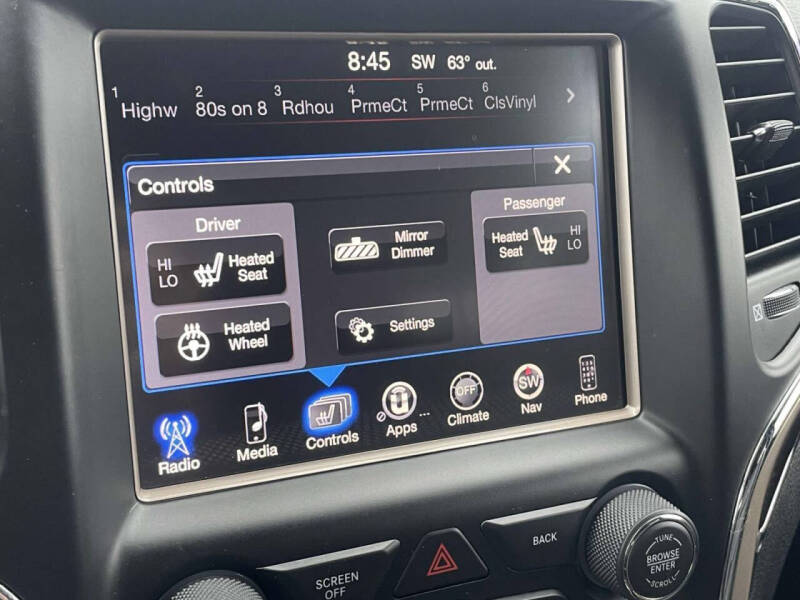 8:45 SW 63° out.
1 Highw 2 80s on 8 3 Rdhou 4 PrmeCt 5 PrmeCt 6 ClsVinyl >
Controls X
Driver
HI
LO
Heated
Seat
Heated
Wheel
Mirror
Dimmer
Settings
Passenger
Heated
Seat
HI
LO
Radio
Media
Controls
Apps ...
OFF
Climate
SW
Nav
Phone
SCREEN
OFF
BACK
TUNE
BROWSE
ENTER
SCROLL